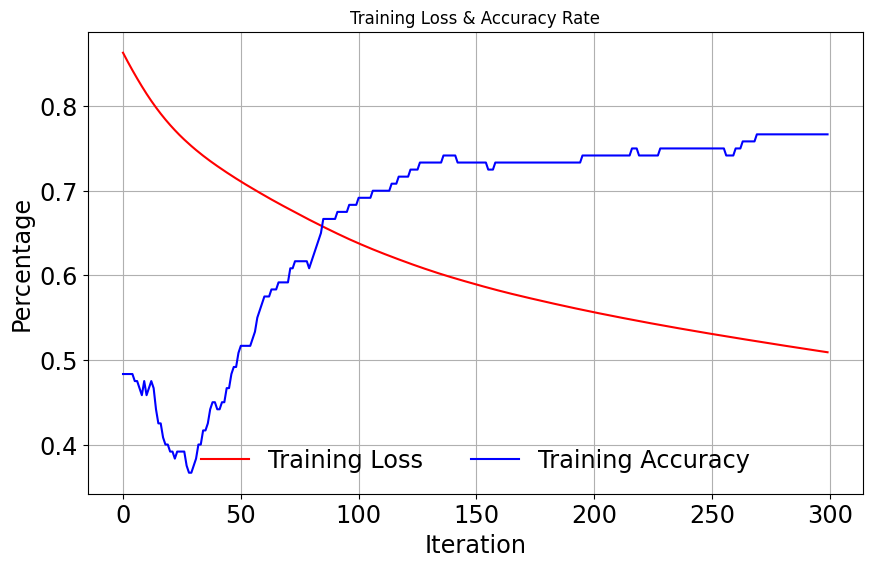 Training Loss & Accuracy Rate
Percentage
0.8
0.7
0.6
0.5
0.4
Training Loss
Training Accuracy
0 50 100 150 200 250 300
Iteration